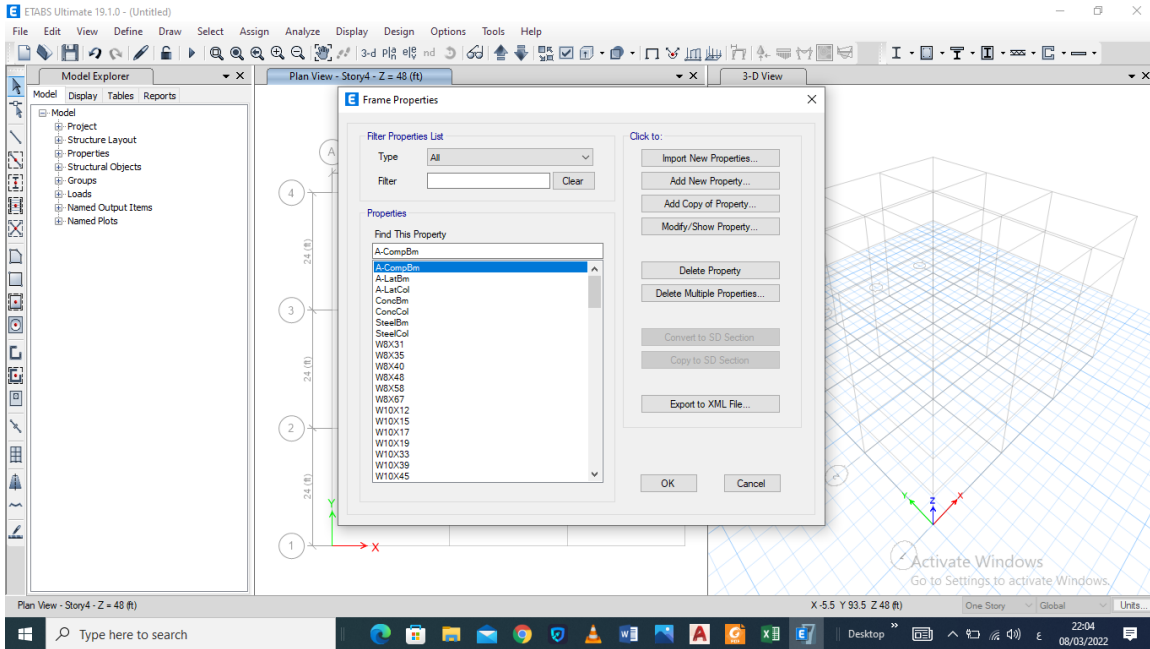 ETABS Ultimate 19.1.0 - (Untitled)
File Edit View Define Draw Select Assign Analyze Display Design Options Tools Help
3-d Plả elẹ nd
Model Explorer
Plan View - Story4 - Z = 48 (ft)
3-D View
Model Display Tables Reports
Model
Project
Structure Layout
Properties
Structural Objects
Groups
Loads
Named Output Items
Named Plots
A
4
24 (ft)
3
24 (ft)
2
24 (ft)
1
Y
X
Frame Properties
Filter Properties List
Type All
Filter Clear
Properties
Find This Property
A-CompBm
A-CompBm
A-LatBm
A-LatCol
ConcBm
ConcCol
SteelBm
SteelCol
W8X31
W8X35
W8X40
W8X48
W8X58
W8X67
W10X12
W10X15
W10X17
W10X19
W10X33
W10X39
W10X45
Click to:
Import New Properties...
Add New Property...
Add Copy of Property...
Modify/Show Property...
Delete Property
Delete Multiple Properties...
Convert to SD Section
Copy to SD Section
Export to XML File...
OK Cancel
Y Z X
Activate Windows
Go to Settings to activate Windows.
Plan View - Story4 - Z = 48 (ft)
X -5.5 Y 93.5 Z 48 (ft)
One Story Global Units...
Type here to search
Desktop
ع
22:04
08/03/2022